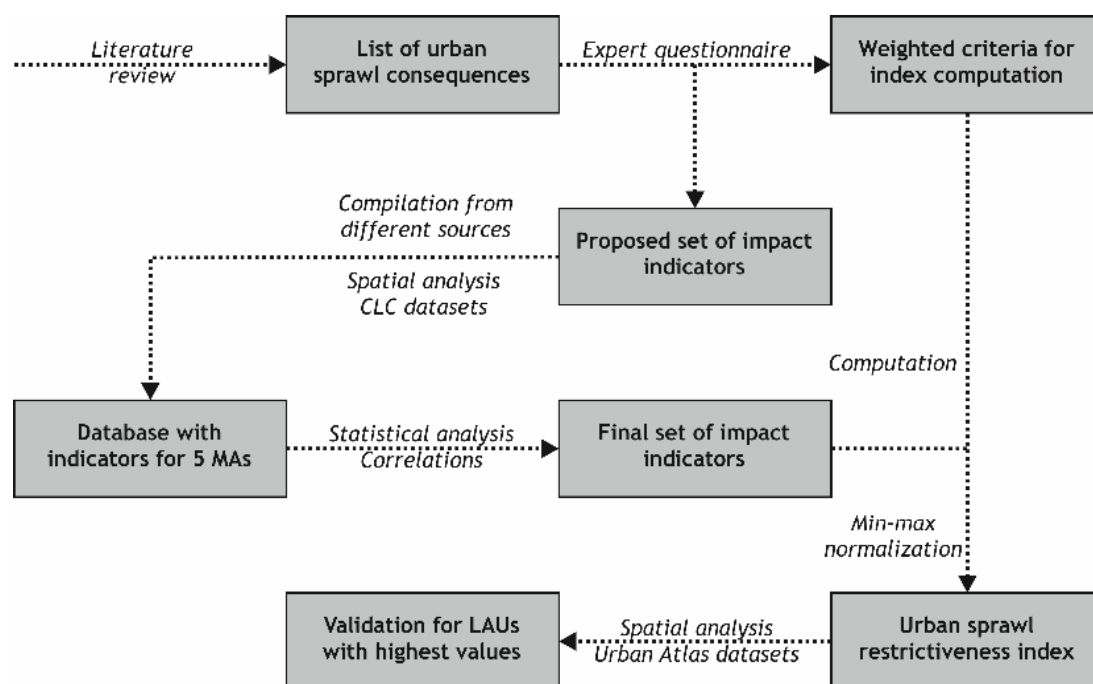 Literature
review
List of urban
sprawl consequences
Expert questionnaire
Weighted criteria for
index computation
Compilation from
different sources
Spatial analysis
CLC datasets
Proposed set of impact
indicators
Computation
Database with
indicators for 5 MAs
Statistical analysis
Correlations
Final set of impact
indicators
Min-max
normalization
Validation for LAUs
with highest values
Spatial analysis
Urban Atlas datasets
Urban sprawl
restrictiveness index